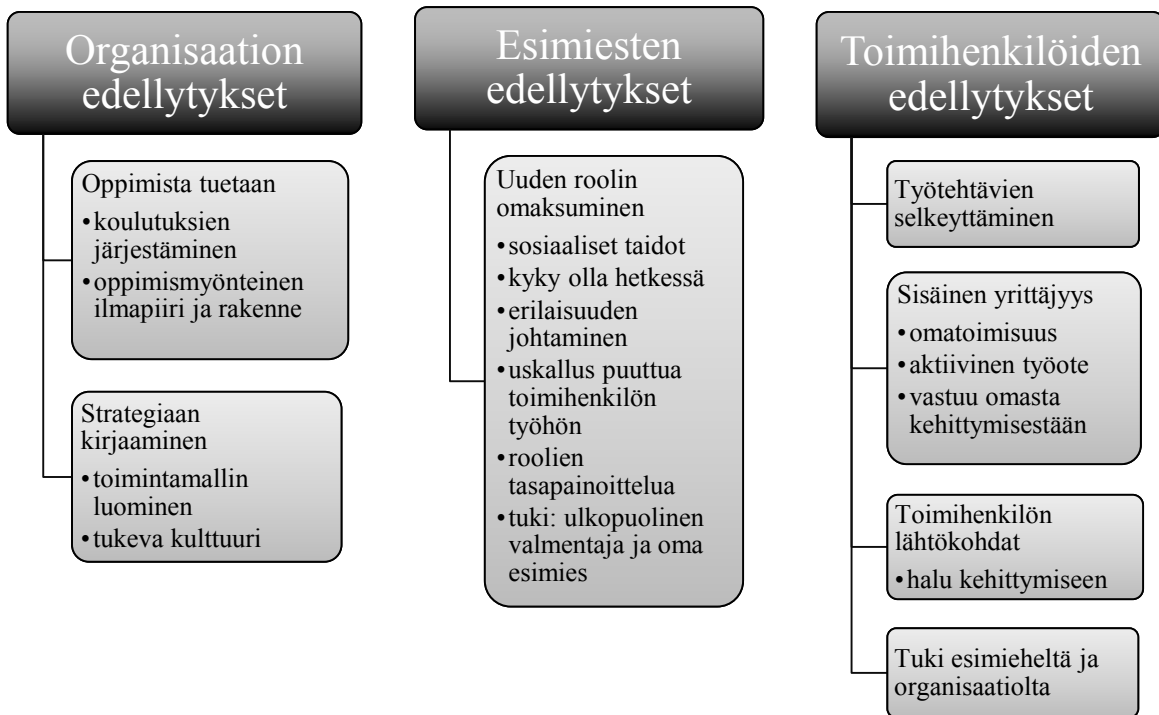 Organisaation
edellytykset
Oppimista tuetaan
•koulutuksien
järjestäminen
•oppimismyönteinen
ilmapiiri ja rakenne
Strategiaan
kirjaaminen
•toimintamallin
luominen
•tukeva kulttuuri
Esimiesten
edellytykset
Uuden roolin
omaksuminen
•sosiaaliset taidot
•kyky olla hetkessä
•erilaisuuden
johtaminen
•uskallus puuttua
toimihenkilön
työhön
•roolien
tasapainoittelua
•tuki: ulkopuolinen
valmentaja ja oma
esimies
Toimihenkilöiden
edellytykset
Työtehtävien
selkeyttäminen
Sisäinen yrittäjyys
•omatoimisuus
•aktiivinen työote
•vastuu omasta
kehittymisestään
Toimihenkilön
lähtökohdat
•halu kehittymiseen
Tuki esimieheltä ja
organisaatiolta